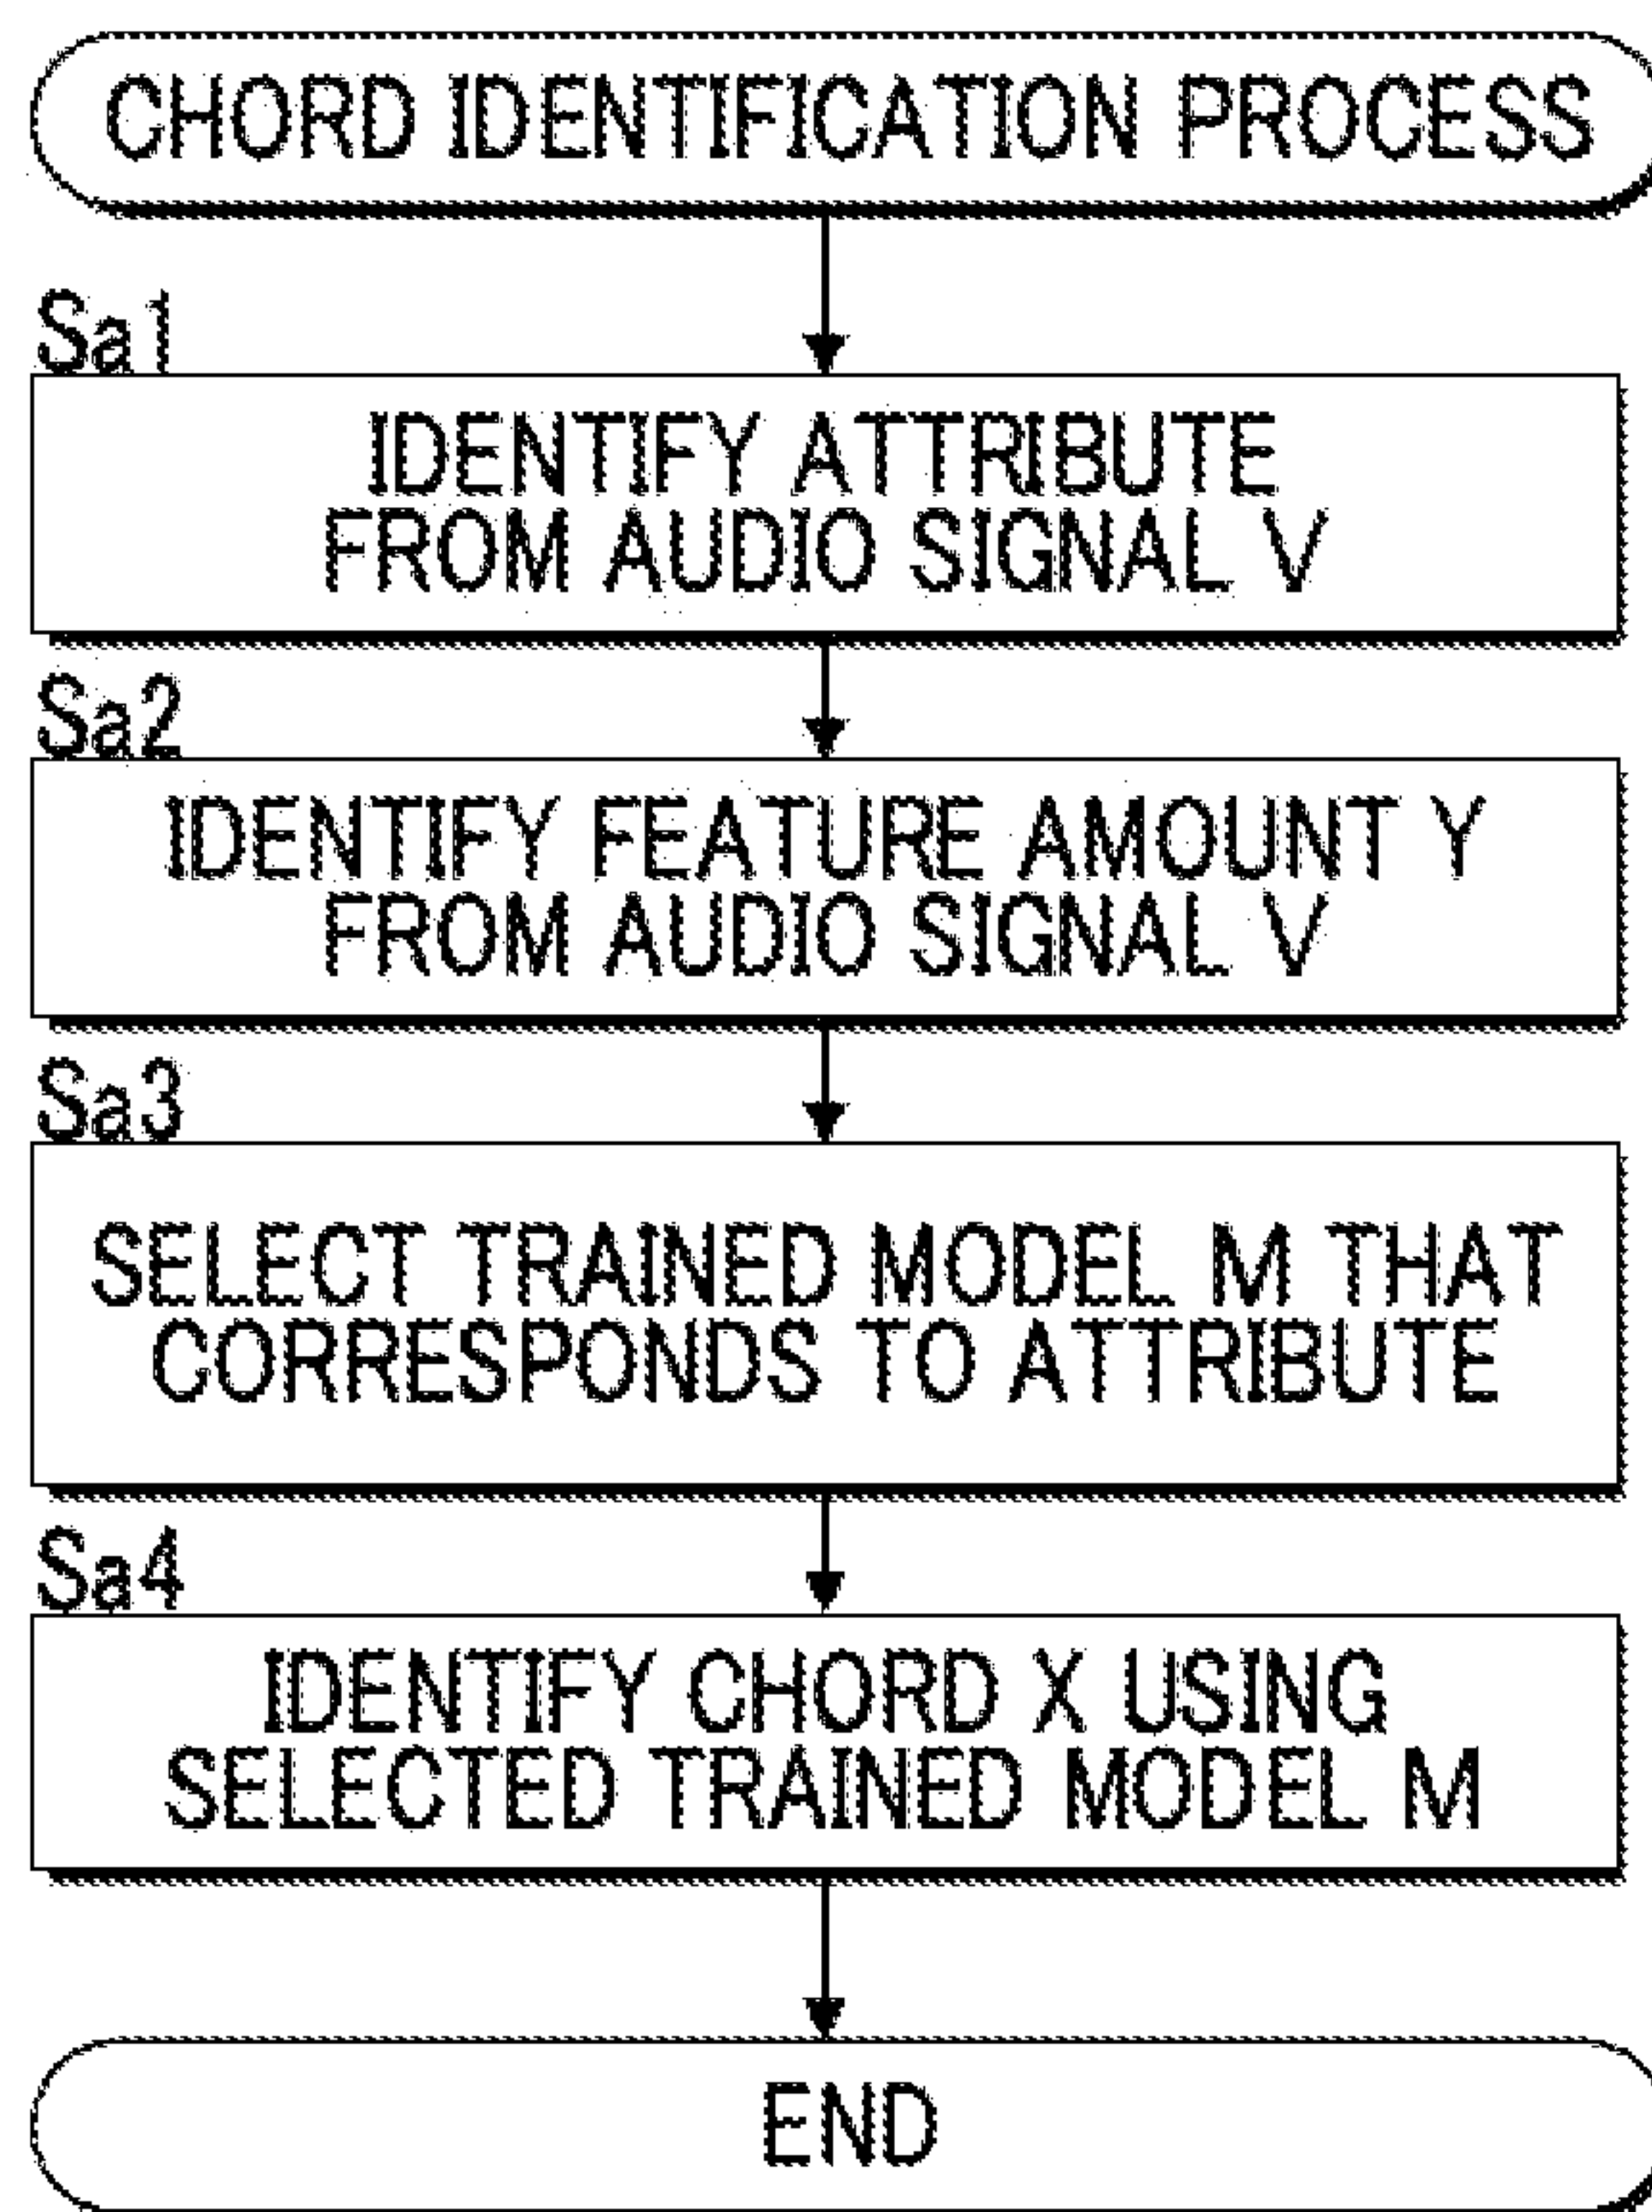 CHORD IDENTIFICATION PROCESS
Sa1
IDENTIFY ATTRIBUTE
FROM AUDIO SIGNAL V
Sa2
IDENTIFY FEATURE AMOUNT Y
FROM AUDIO SIGNAL V
Sa3
SELECT TRAINED MODEL M THAT
CORRESPONDS TO ATTRIBUTE
Sa4
IDENTIFY CHORD X USING
SELECTED TRAINED MODEL M
END